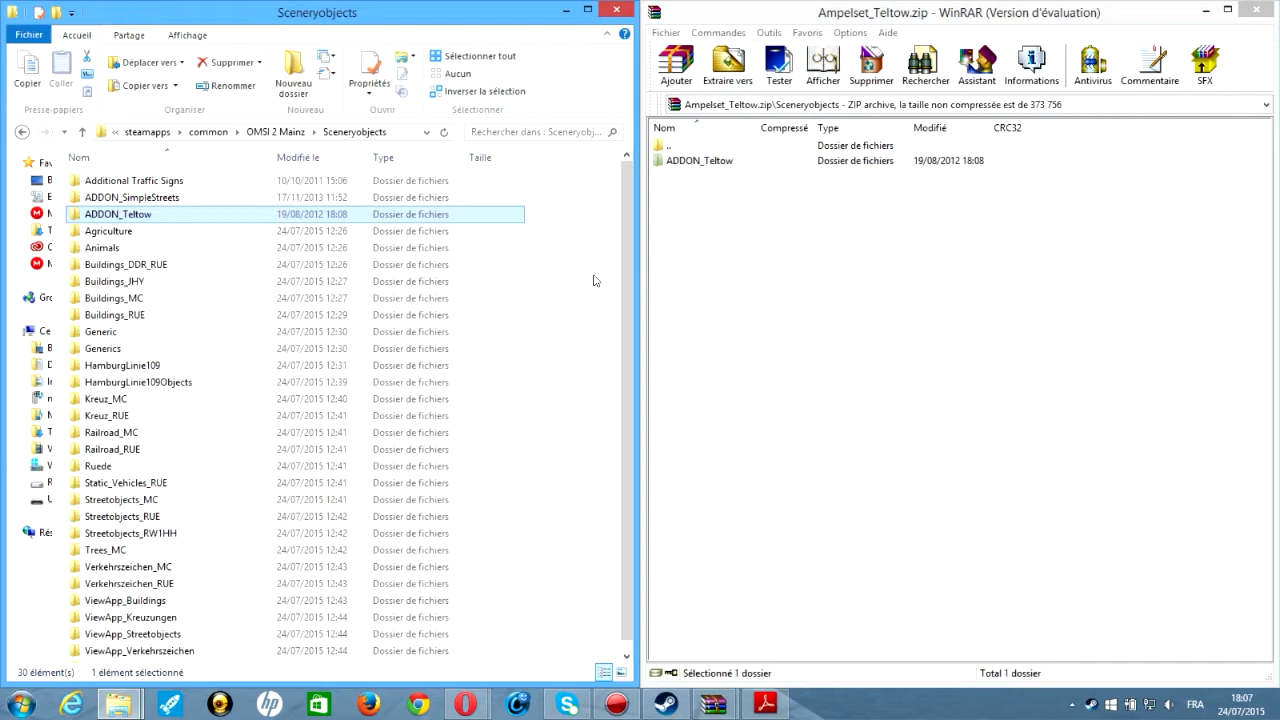 Sceneryobjects
Fichier Accueil Partage Affichage
Copier Coller Déplacer vers Copier vers Supprimer Renommer Nouveau dossier Propriétés Sélectionner tout Aucun Inverser la sélection
Presse-papiers Organiser Nouveau Ouvrir Sélectionner
« steamapps common OMSI 2 Mainz Sceneryobjects Rechercher dans : Sceneryobj...
Nom Modifié le Type Taille
Additional Traffic Signs 10/10/2011 15:06 Dossier de fichiers
ADDON_SimpleStreets 17/11/2013 11:52 Dossier de fichiers
ADDON_Teltow 19/08/2012 18:08 Dossier de fichiers
Agriculture 24/07/2015 12:26 Dossier de fichiers
Animals 24/07/2015 12:26 Dossier de fichiers
Buildings_DDR_RUE 24/07/2015 12:26 Dossier de fichiers
Buildings_JHY 24/07/2015 12:27 Dossier de fichiers
Buildings_MC 24/07/2015 12:27 Dossier de fichiers
Buildings_RUE 24/07/2015 12:29 Dossier de fichiers
Generic 24/07/2015 12:30 Dossier de fichiers
Generics 24/07/2015 12:30 Dossier de fichiers
HamburgLinie109 24/07/2015 12:31 Dossier de fichiers
HamburgLinie109Objects 24/07/2015 12:39 Dossier de fichiers
Kreuz_MC 24/07/2015 12:40 Dossier de fichiers
Kreuz_RUE 24/07/2015 12:41 Dossier de fichiers
Railroad_MC 24/07/2015 12:41 Dossier de fichiers
Railroad_RUE 24/07/2015 12:41 Dossier de fichiers
Ruede 24/07/2015 12:41 Dossier de fichiers
Static_Vehicles_RUE 24/07/2015 12:41 Dossier de fichiers
Streetobjects_MC 24/07/2015 12:41 Dossier de fichiers
Streetobjects_RUE 24/07/2015 12:42 Dossier de fichiers
Streetobjects_RW1HH 24/07/2015 12:42 Dossier de fichiers
Trees_MC 24/07/2015 12:42 Dossier de fichiers
Verkehrszeichen_MC 24/07/2015 12:43 Dossier de fichiers
Verkehrszeichen_RUE 24/07/2015 12:43 Dossier de fichiers
ViewApp_Buildings 24/07/2015 12:43 Dossier de fichiers
ViewApp_Kreuzungen 24/07/2015 12:44 Dossier de fichiers
ViewApp_Streetobjects 24/07/2015 12:44 Dossier de fichiers
ViewApp_Verkehrszeichen 24/07/2015 12:44 Dossier de fichiers
Fav
Grc
Ce
Rés
30 élément(s) 1 élément sélectionné
Ampelset_Teltow.zip - WinRAR (Version d'évaluation)
Fichier Commandes Outils Favoris Options Aide
Ajouter Extraire vers Tester Afficher Supprimer Rechercher Assistant Informations Antivirus Commentaire SFX
Ampelset_Teltow.zip\Sceneryobjects - ZIP archive, la taille non compressée est de 373 756
Nom Compressé Type Modifié CRC32
.. Dossier de fichiers
ADDON_Teltow Dossier de fichiers 19/08/2012 18:08
Sélectionné 1 dossier Total 1 dossier
FRA
18:07
24/07/2015